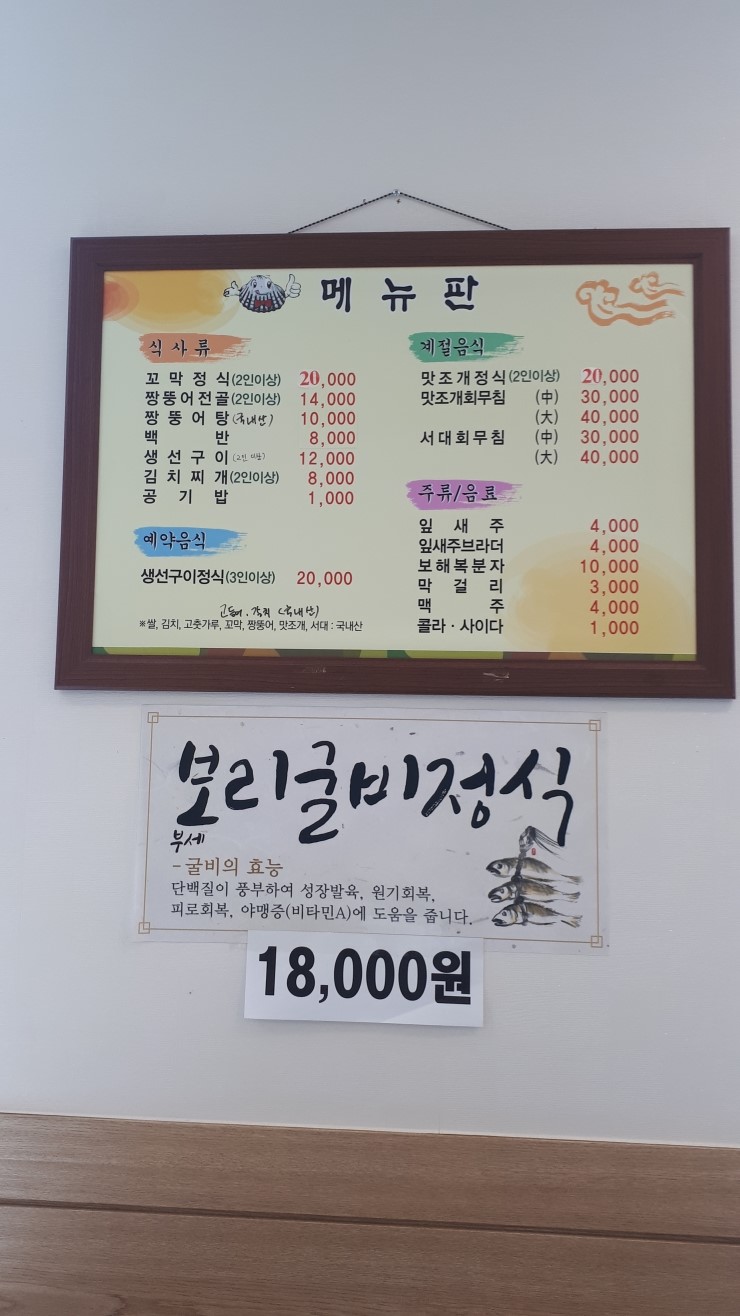 메뉴판
식사류
꼬막정식(2인이상) 20,000
짱뚱어전골(2인이상) 14,000
짱뚱어탕(국내산) 10,000
백반 8,000
생선구이(2인 이상) 12,000
김치찌개(2인이상) 8,000
공기밥 1,000
예약음식
생선구이정식(3인이상) 20,000
(국내산)
※쌀, 김치, 고춧가루, 꼬막, 짱뚱어, 맛조개, 서대 : 국내산
계절음식
맛조개정식(2인이상) 20,000
맛조개회무침 (中) 30,000
(大) 40,000
서대회무침 (中) 30,000
(大) 40,000
주류/음료
잎새주 4,000
잎새주브라더 4,000
보해복분자 10,000
막걸리 3,000
맥주 4,000
콜라·사이다 1,000
보리굴비정식
부세
-굴비의 효능
단백질이 풍부하여 성장발육, 원기회복,
피로회복, 야맹증(비타민A)에 도움을 줍니다.
18,000원